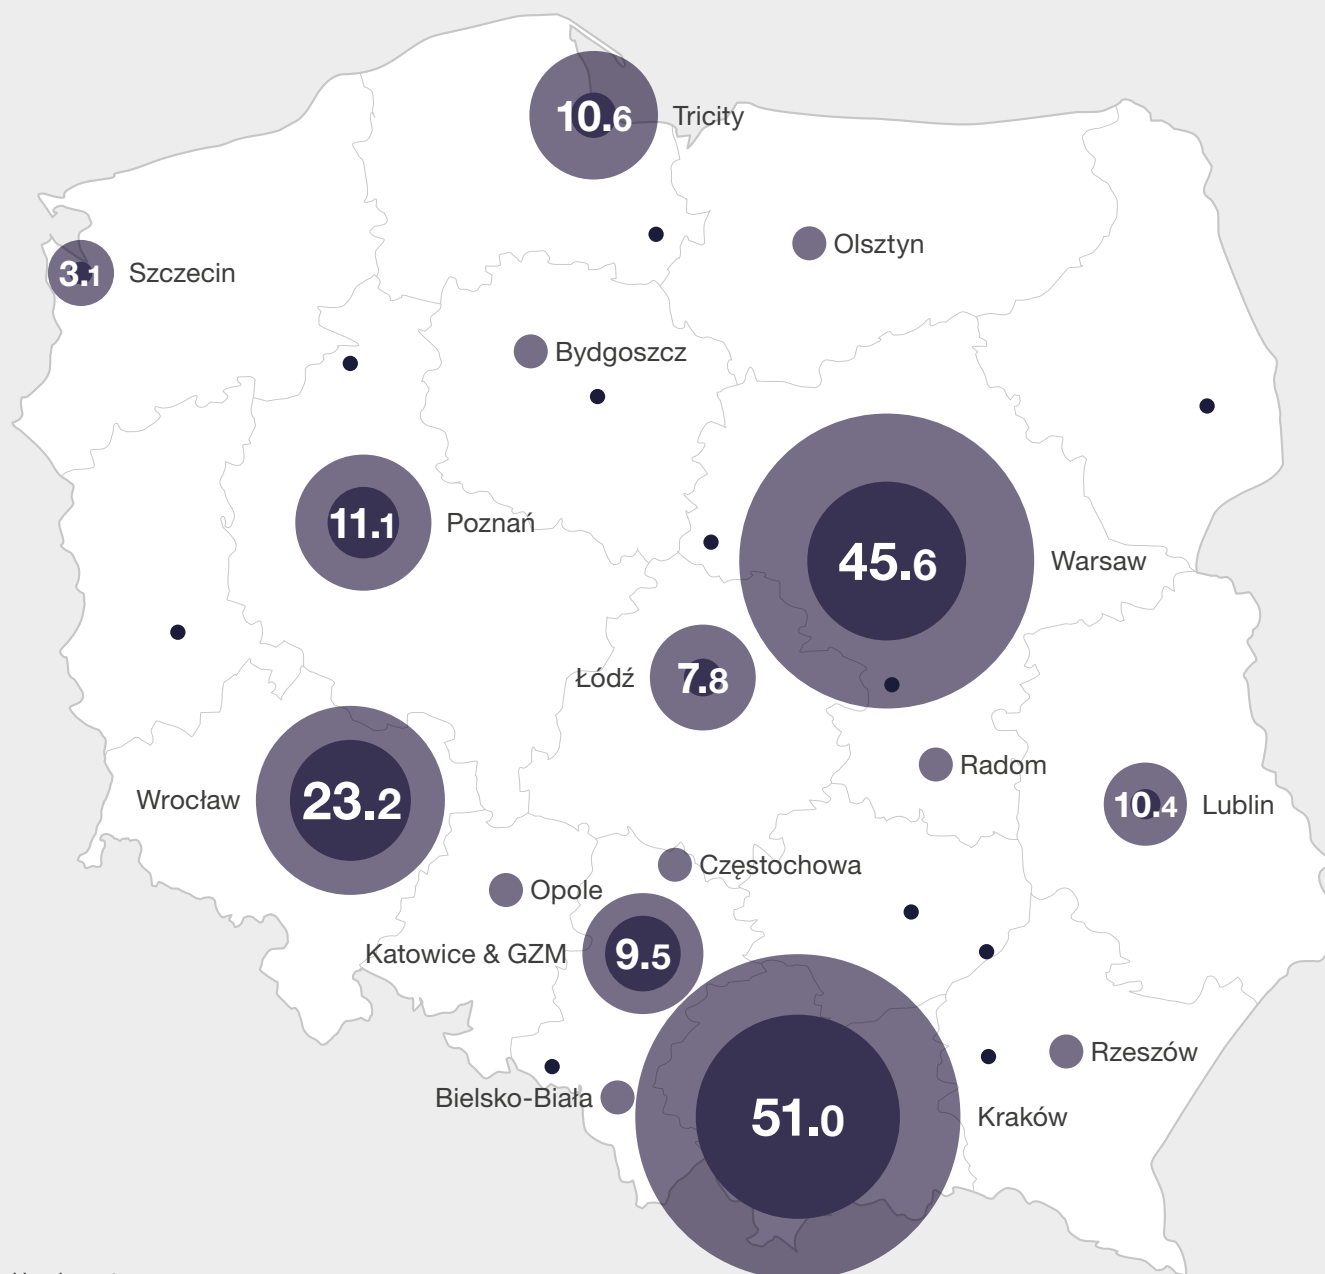 10.6 Tricity
Olsztyn
3.1 Szczecin
Bydgoszcz
11.1 Poznań
45.6 Warsaw
Łódź 7.8
Radom
Wrocław 23.2
10.4 Lublin
Częstochowa
Opole
Katowice & GZM 9.5
Rzeszów
Bielsko-Biała
51.0 Kraków